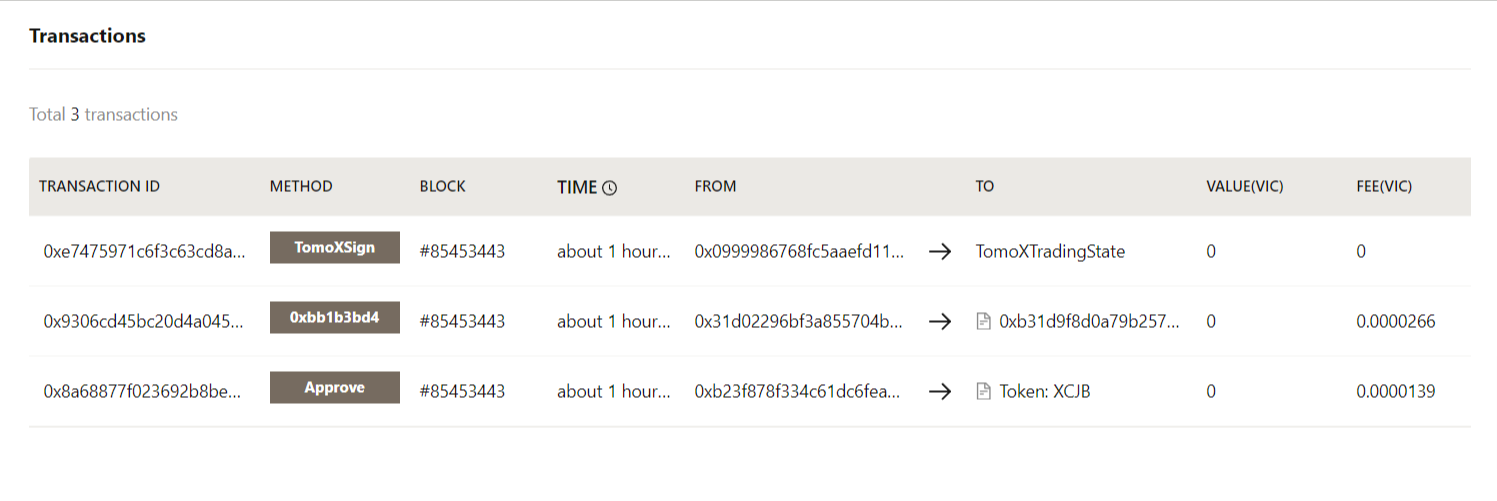 Transactions
Total 3 transactions
TRANSACTION ID METHOD BLOCK TIME FROM TO VALUE(VIC) FEE(VIC)
0xe7475971c6f3c63cd8a... TomoXSign #85453443 about 1 hour... 0x0999986768fc5aaefd11... → TomoXTradingState 0 0
0x9306cd45bc20d4a045... 0xbb1b3bd4 #85453443 about 1 hour... 0x31d02296bf3a855704b... → 0xb31d9f8d0a79b257... 0 0.0000266
0x8a68877f023692b8be... Approve #85453443 about 1 hour... 0xb23f878f334c61dc6fea... → Token: XCJB 0 0.0000139